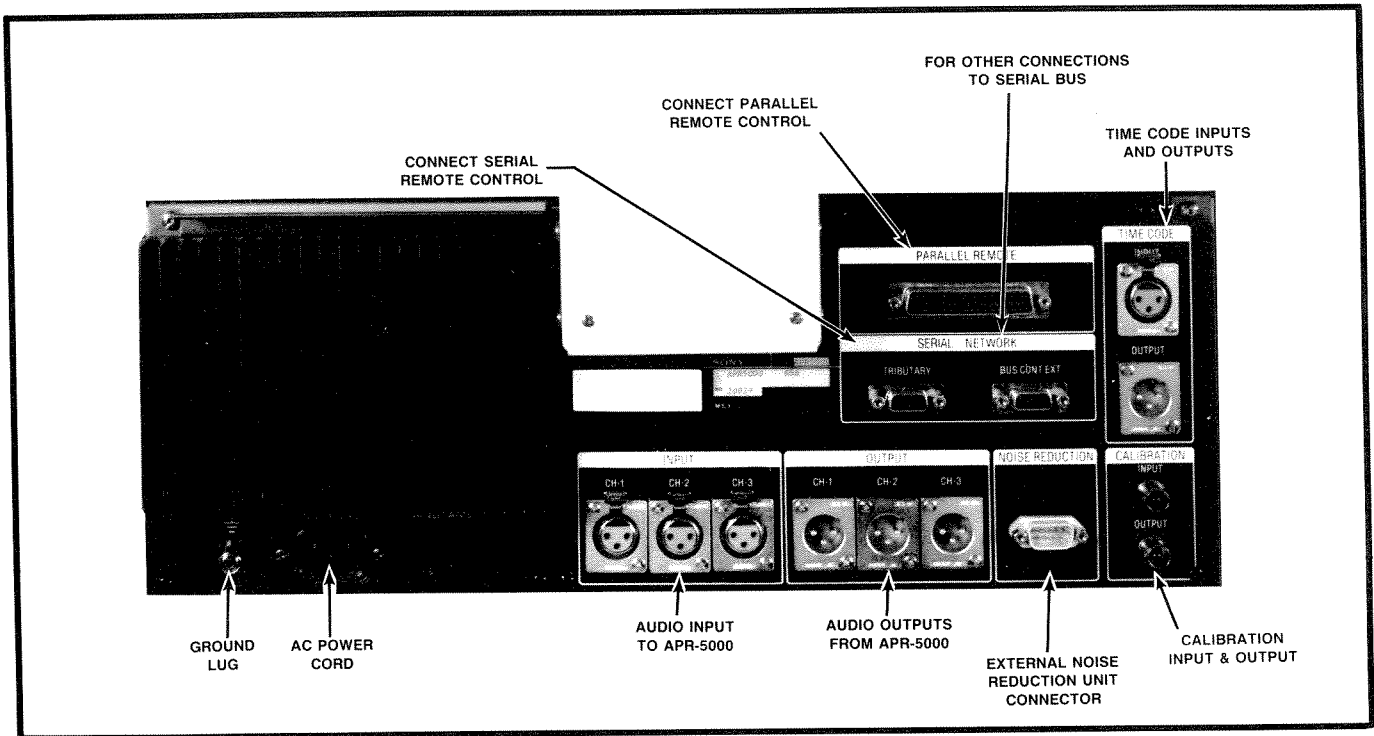 FOR OTHER CONNECTIONS
TO SERIAL BUS
CONNECT PARALLEL
REMOTE CONTROL
TIME CODE INPUTS
AND OUTPUTS
CONNECT SERIAL
REMOTE CONTROL
TIME CODE
INPUT
PARALLEL REMOTE
OUTPUT
SERIAL NETWORK
TRIBUTARY
BUS CONT EXT
SONY
INPUT
CH-1
CH-2
CH-3
OUTPUT
CH-1
CH-2
CH-3
NOISE REDUCTION
CALIBRATION
INPUT
OUTPUT
GROUND
LUG
AC POWER
CORD
AUDIO INPUT
TO APR-5000
AUDIO OUTPUTS
FROM APR-5000
EXTERNAL NOISE
REDUCTION UNIT
CONNECTOR
CALIBRATION
INPUT & OUTPUT